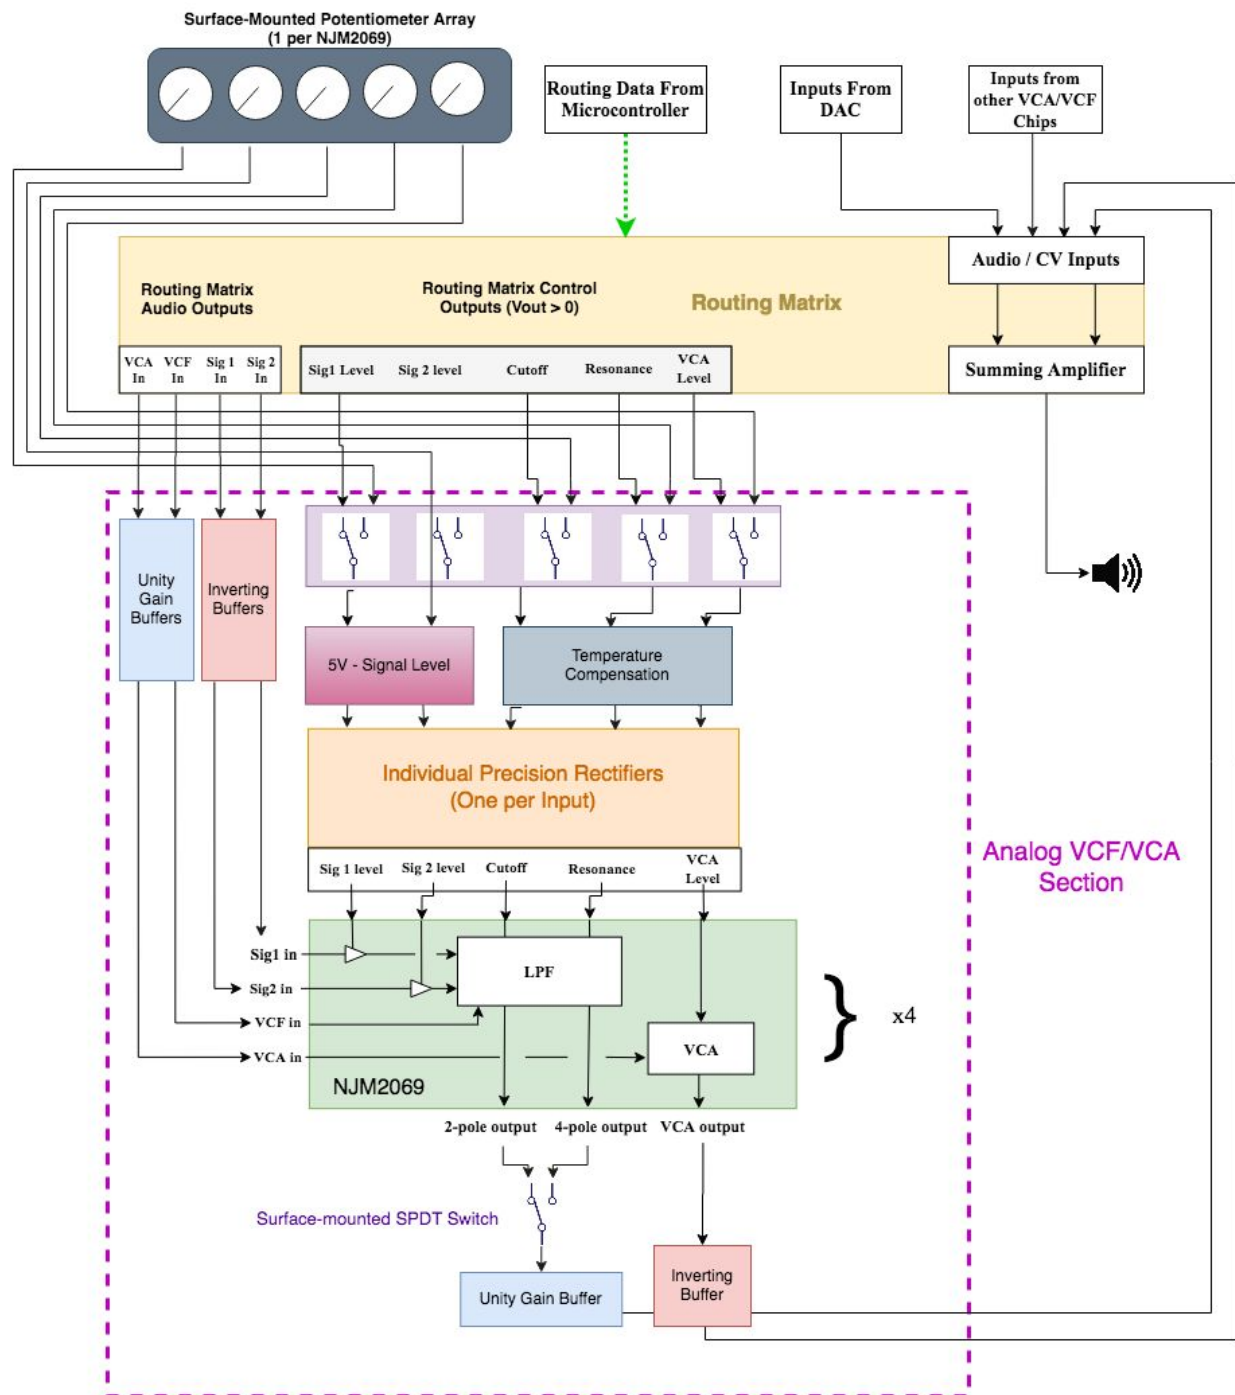 Surface-Mounted Potentiometer Array
(1 per NJM2069)
Routing Data From
Microcontroller
Inputs From
DAC
Inputs from
other VCA/VCF
Chips
Routing Matrix
Audio Outputs
Routing Matrix Control
Outputs (Vout > 0)
Routing Matrix
Audio / CV Inputs
VCA
In
VCF
In
Sig 1
In
Sig 2
In
Sig1 Level
Sig 2 level
Cutoff
Resonance
VCA
Level
Summing Amplifier
Unity
Gain
Buffers
Inverting
Buffers
5V - Signal Level
Temperature
Compensation
Individual Precision Rectifiers
(One per Input)
Analog VCF/VCA
Section
Sig 1 level
Sig 2 level
Cutoff
Resonance
VCA
Level
Sig1 in
Sig2 in
VCF in
VCA in
LPF
VCA
NJM2069
} x4
2-pole output
4-pole output
VCA output
Surface-mounted SPDT Switch
Unity Gain Buffer
Inverting
Buffer